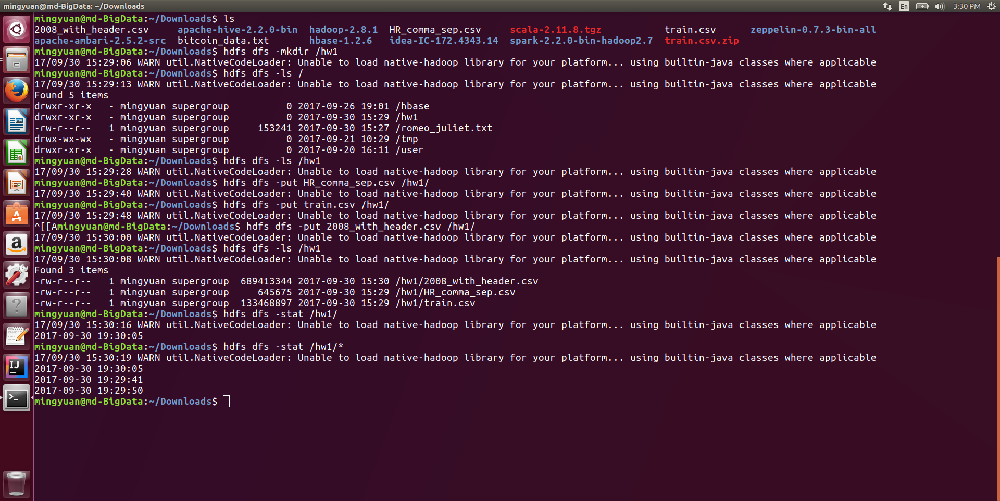 mingyuan@md-BigData: ~/Downloads
En
3:30 PM
mingyuan@md-BigData:~/Downloads$ ls
2008_with_header.csv     apache-hive-2.2.0-bin  hadoop-2.8.1  HR_comma_sep.csv     scala-2.11.8.tgz           train.csv      zeppelin-0.7.3-bin-all
apache-ambari-2.5.2-src  bitcoin_data.txt       hbase-1.2.6   idea-IC-172.4343.14  spark-2.2.0-bin-hadoop2.7  train.csv.zip
mingyuan@md-BigData:~/Downloads$ hdfs dfs -mkdir /hw1
17/09/30 15:29:06 WARN util.NativeCodeLoader: Unable to load native-hadoop library for your platform... using builtin-java classes where applicable
mingyuan@md-BigData:~/Downloads$ hdfs dfs -ls /
17/09/30 15:29:13 WARN util.NativeCodeLoader: Unable to load native-hadoop library for your platform... using builtin-java classes where applicable
Found 5 items
drwxr-xr-x   - mingyuan supergroup          0 2017-09-26 19:01 /hbase
drwxr-xr-x   - mingyuan supergroup          0 2017-09-30 15:29 /hw1
-rw-r--r--   1 mingyuan supergroup     153241 2017-09-30 15:27 /romeo_juliet.txt
drwx-wx-wx   - mingyuan supergroup          0 2017-09-21 10:29 /tmp
drwxr-xr-x   - mingyuan supergroup          0 2017-09-20 16:11 /user
mingyuan@md-BigData:~/Downloads$ hdfs dfs -ls /hw1
17/09/30 15:29:28 WARN util.NativeCodeLoader: Unable to load native-hadoop library for your platform... using builtin-java classes where applicable
mingyuan@md-BigData:~/Downloads$ hdfs dfs -put HR_comma_sep.csv /hw1/
17/09/30 15:29:40 WARN util.NativeCodeLoader: Unable to load native-hadoop library for your platform... using builtin-java classes where applicable
mingyuan@md-BigData:~/Downloads$ hdfs dfs -put train.csv /hw1/
17/09/30 15:29:48 WARN util.NativeCodeLoader: Unable to load native-hadoop library for your platform... using builtin-java classes where applicable
^[[Amingyuan@md-BigData:~/Downloads$ hdfs dfs -put 2008_with_header.csv /hw1/
17/09/30 15:30:00 WARN util.NativeCodeLoader: Unable to load native-hadoop library for your platform... using builtin-java classes where applicable
mingyuan@md-BigData:~/Downloads$ hdfs dfs -ls /hw1
17/09/30 15:30:08 WARN util.NativeCodeLoader: Unable to load native-hadoop library for your platform... using builtin-java classes where applicable
Found 3 items
-rw-r--r--   1 mingyuan supergroup  689413344 2017-09-30 15:30 /hw1/2008_with_header.csv
-rw-r--r--   1 mingyuan supergroup     645675 2017-09-30 15:29 /hw1/HR_comma_sep.csv
-rw-r--r--   1 mingyuan supergroup  133468897 2017-09-30 15:29 /hw1/train.csv
mingyuan@md-BigData:~/Downloads$ hdfs dfs -stat /hw1/
17/09/30 15:30:16 WARN util.NativeCodeLoader: Unable to load native-hadoop library for your platform... using builtin-java classes where applicable
2017-09-30 19:30:05
mingyuan@md-BigData:~/Downloads$ hdfs dfs -stat /hw1/*
17/09/30 15:30:19 WARN util.NativeCodeLoader: Unable to load native-hadoop library for your platform... using builtin-java classes where applicable
2017-09-30 19:30:05
2017-09-30 19:29:41
2017-09-30 19:29:50
mingyuan@md-BigData:~/Downloads$
A
a
?
IJ
>_